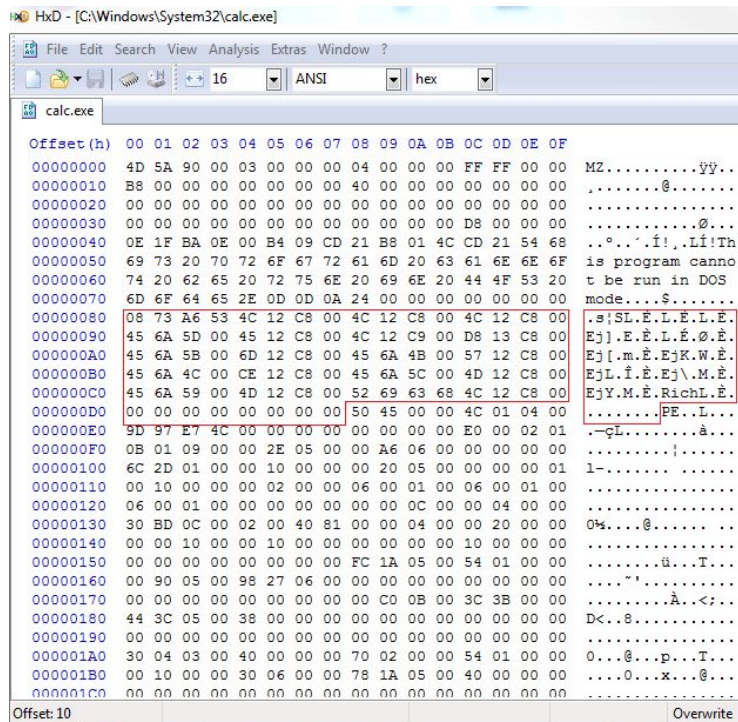 HxD - [C:\Windows\System32\calc.exe]
File Edit Search View Analysis Extras Window ?
16 ANSI hex
calc.exe
Offset(h) 00 01 02 03 04 05 06 07 08 09 0A 0B 0C 0D 0E 0F
00000000 4D 5A 90 00 03 00 00 00 04 00 00 00 FF FF 00 00 MZ..........ÿÿ..
00000010 B8 00 00 00 00 00 00 00 40 00 00 00 00 00 00 00 ¸.......@.......
00000020 00 00 00 00 00 00 00 00 00 00 00 00 00 00 00 00 ................
00000030 00 00 00 00 00 00 00 00 00 00 00 00 D8 00 00 00 ............Ø...
00000040 0E 1F BA 0E 00 B4 09 CD 21 B8 01 4C CD 21 54 68 ..º..´.Í!¸.LÍ!Th
00000050 69 73 20 70 72 6F 67 72 61 6D 20 63 61 6E 6E 6F is program canno
00000060 74 20 62 65 20 72 75 6E 20 69 6E 20 44 4F 53 20 t be run in DOS
00000070 6D 6F 64 65 2E 0D 0D 0A 24 00 00 00 00 00 00 00 mode....$.......
00000080 08 73 A6 53 4C 12 C8 00 4C 12 C8 00 4C 12 C8 00 .s¦SL.È.L.È.L.È.
00000090 45 6A 5D 00 45 12 C8 00 4C 12 C9 00 D8 13 C8 00 Ej].E.È.L.É.Ø.È.
000000A0 45 6A 5B 00 6D 12 C8 00 45 6A 4B 00 57 12 C8 00 Ej[.m.È.EjK.W.È.
000000B0 45 6A 4C 00 CE 12 C8 00 45 6A 5C 00 4D 12 C8 00 EjL.Î.È.Ej\.M.È.
000000C0 45 6A 59 00 4D 12 C8 00 52 69 63 68 4C 12 C8 00 EjY.M.È.RichL.È.
000000D0 00 00 00 00 00 00 00 00 50 45 00 00 4C 01 04 00 ........PE..L...
000000E0 9D 97 E7 4C 00 00 00 00 00 00 00 00 E0 00 02 01 .—çL........à...
000000F0 0B 01 09 00 00 2E 05 00 00 A6 06 00 00 00 00 00 .........¦......
00000100 6C 2D 01 00 00 10 00 00 00 20 05 00 00 00 00 01 l-....... ......
00000110 00 10 00 00 00 02 00 00 06 00 01 00 06 00 01 00 ................
00000120 06 00 01 00 00 00 00 00 00 00 0C 00 00 04 00 00 ................
00000130 30 BD 0C 00 02 00 40 81 00 00 04 00 00 20 00 00 0½....@...... ..
00000140 00 00 10 00 00 10 00 00 00 00 00 00 10 00 00 00 ................
00000150 00 00 00 00 00 00 00 00 FC 1A 05 00 54 01 00 00 ........ü...T...
00000160 00 90 05 00 98 27 06 00 00 00 00 00 00 00 00 00 ....˜'..........
00000170 00 00 00 00 00 00 00 00 00 C0 0B 00 3C 3B 00 00 .........À..<;..
00000180 44 3C 05 00 38 00 00 00 00 00 00 00 00 00 00 00 D<..8...........
00000190 00 00 00 00 00 00 00 00 00 00 00 00 00 00 00 00 ................
000001A0 30 04 03 00 40 00 00 00 70 02 00 00 54 01 00 00 0...@...p...T...
000001B0 00 10 00 00 30 06 00 00 78 1A 05 00 40 00 00 00 ....0...x...@...
000001C0 00 00 00 00 00 00 00 00 00 00 00 00 00 00 00 00 ................
Offset: 10 Overwrite